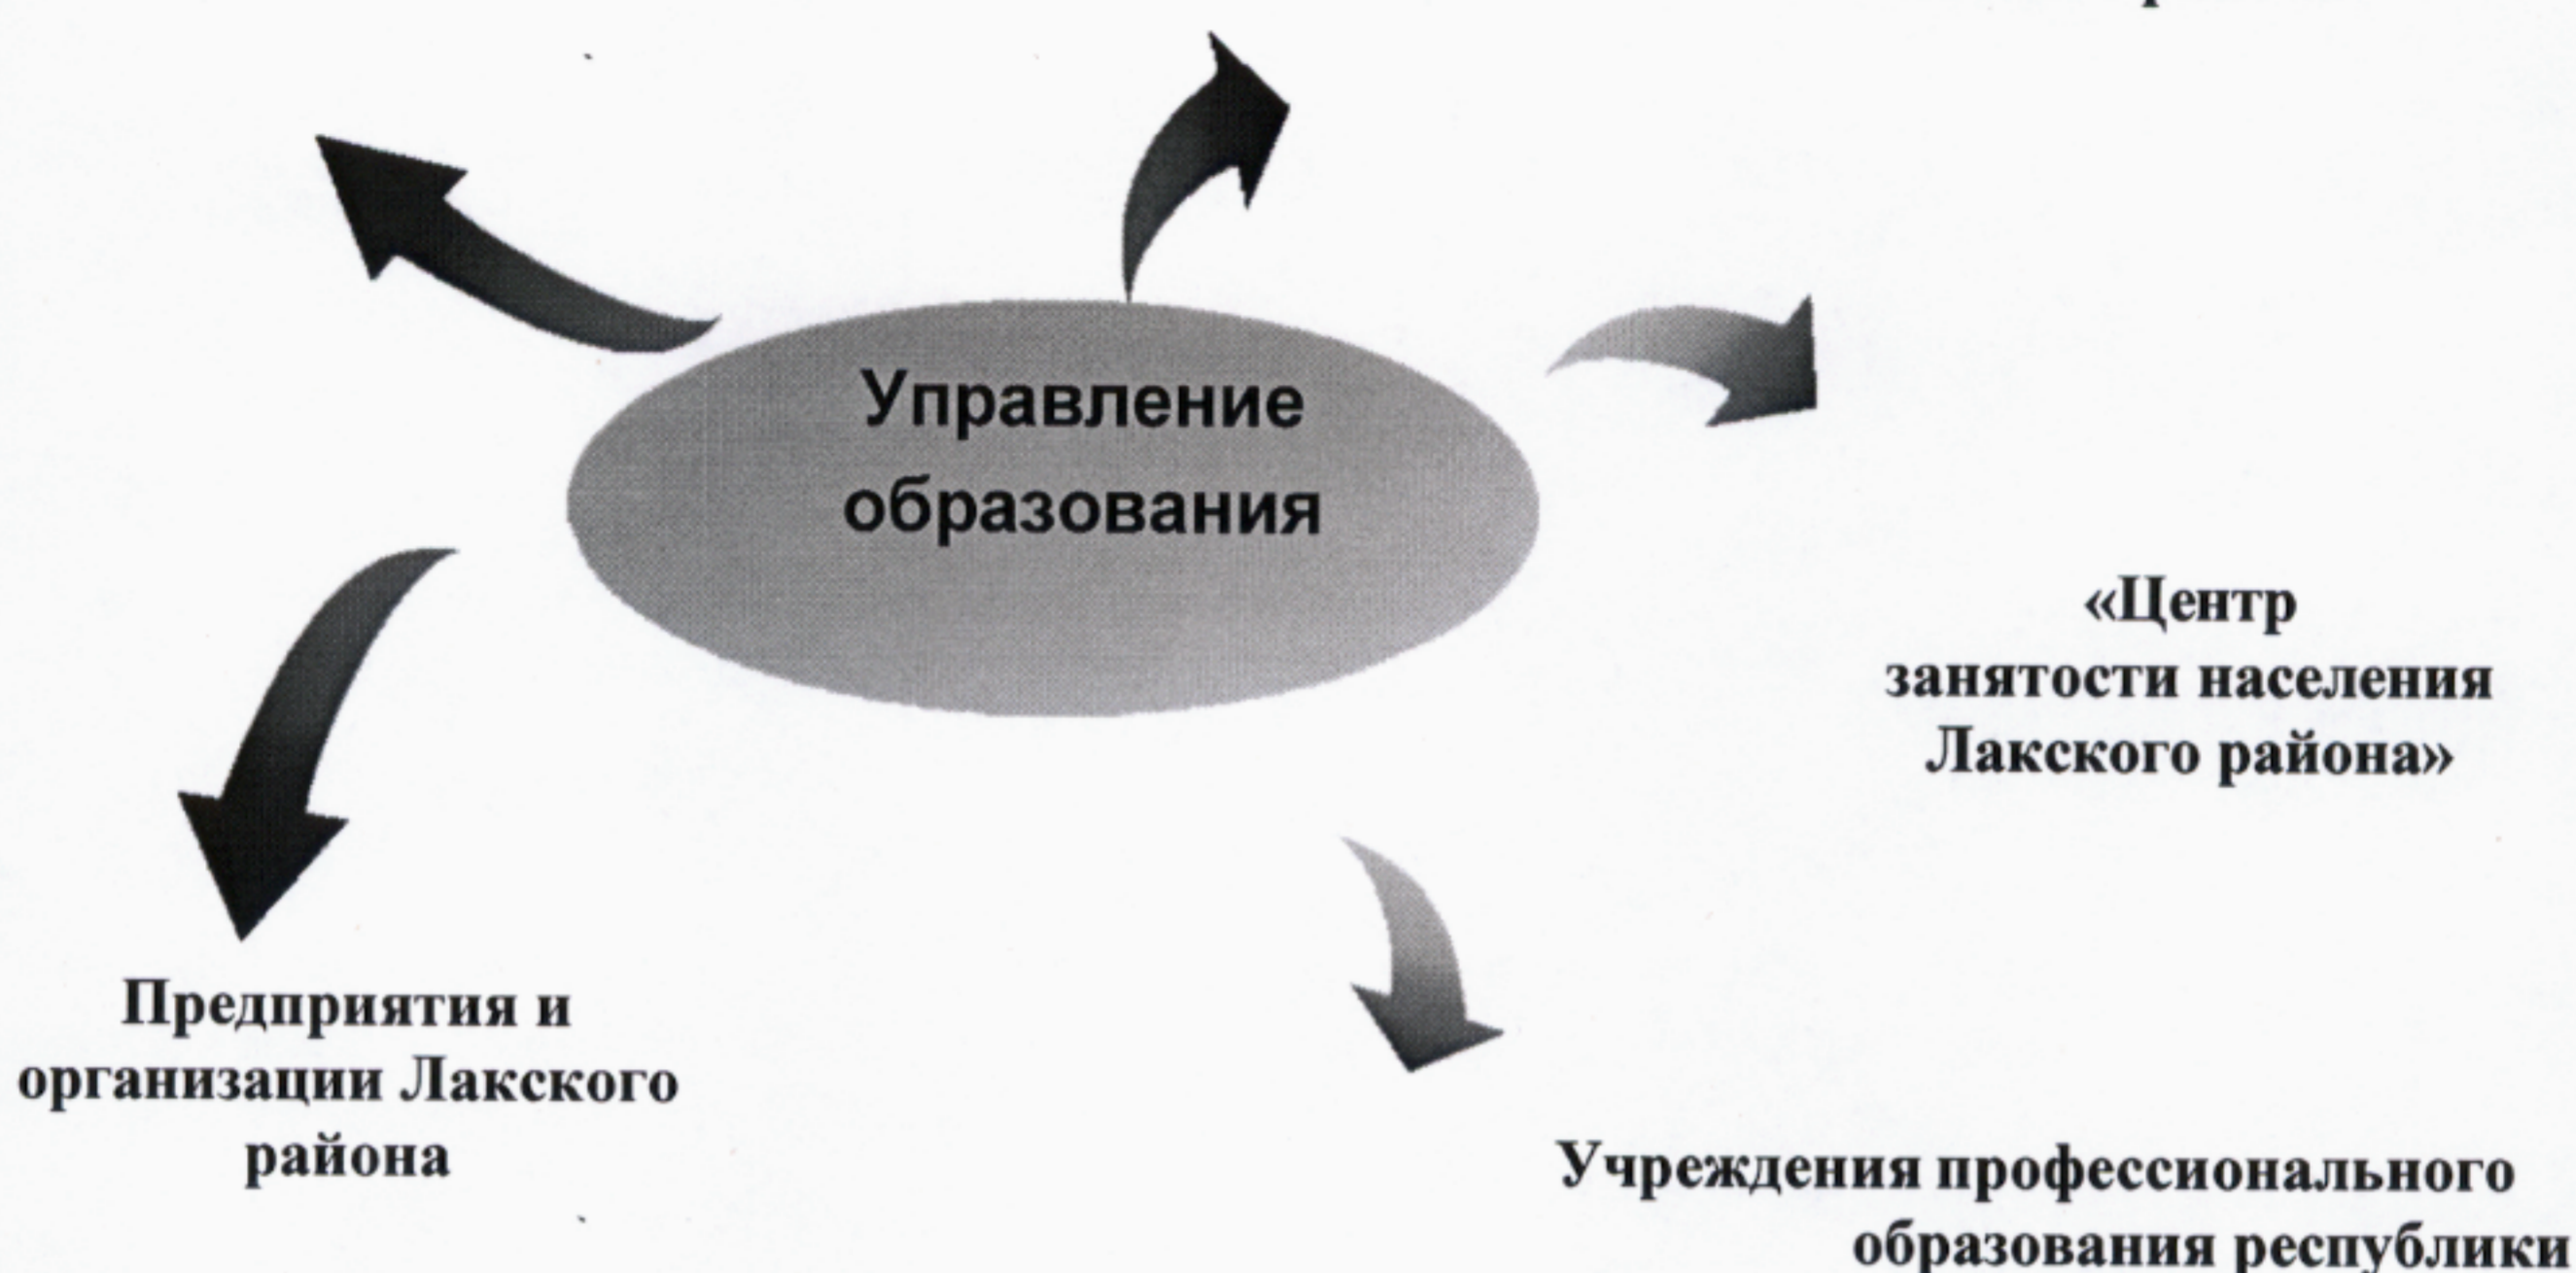 Управление
образования
«Центр
занятости населения
Лакского района»
Предприятия и
организации Лакского
района
Учреждения профессионального
образования республики